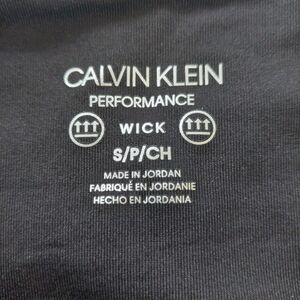 CALVIN KLEIN
PERFORMANCE
WICK
S/P/CH
MADE IN JORDAN
FABRIQUÉ EN JORDANIE
HECHO EN JORDANIA